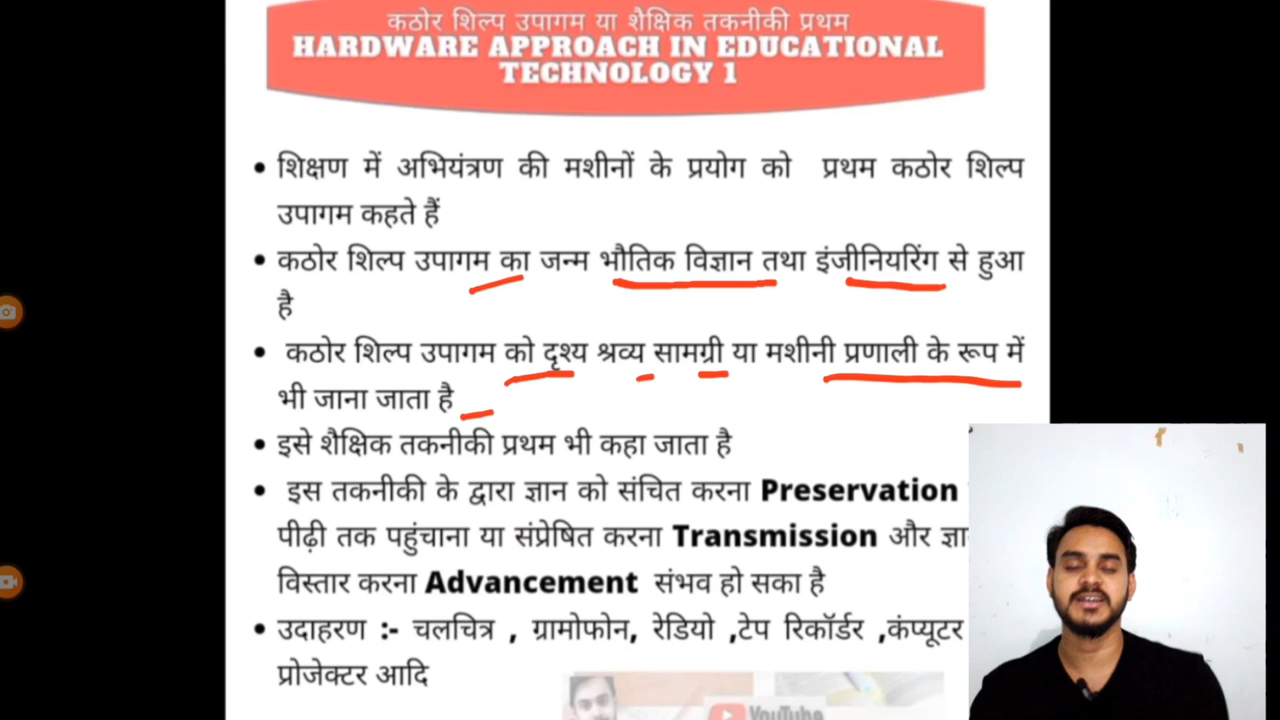 कठोर शिल्प उपागम या शैक्षिक तकनीकी प्रथम
HARDWARE APPROACH IN EDUCATIONAL
TECHNOLOGY 1
• शिक्षण में अभियंत्रण की मशीनों के प्रयोग को प्रथम कठोर शिल्प
उपागम कहते हैं
• कठोर शिल्प उपागम का जन्म भौतिक विज्ञान तथा इंजीनियरिंग से हुआ
है
• कठोर शिल्प उपागम को दृश्य श्रव्य सामग्री या मशीनी प्रणाली के रूप में
भी जाना जाता है
• इसे शैक्षिक तकनीकी प्रथम भी कहा जाता है
• इस तकनीकी के द्वारा ज्ञान को संचित करना Preservation
पीढ़ी तक पहुंचाना या संप्रेषित करना Transmission और
विस्तार करना Advancement संभव हो सका है
• उदाहरण :- चलचित्र , ग्रामोफोन, रेडियो ,टेप रिकॉर्डर ,कंप्यूटर
प्रोजेक्टर आदि
YouTube